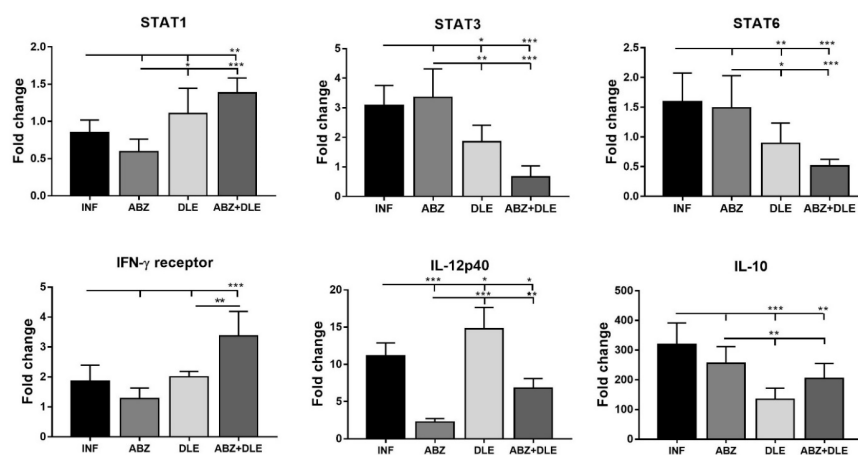 STAT1
**
* ***
Fold change
2.0
1.5
1.0
0.5
0.0
INF ABZ DLE ABZ+DLE
STAT3
* ***
** ***
Fold change
5
4
3
2
1
0
INF ABZ DLE ABZ+DLE
STAT6
** ***
* ***
Fold change
2.5
2.0
1.5
1.0
0.5
0.0
INF ABZ DLE ABZ+DLE
IFN-γ receptor
***
**
Fold change
6
4
2
0
INF ABZ DLE ABZ+DLE
IL-12p40
*** * *
*** **
Fold change
20
15
10
5
0
INF ABZ DLE ABZ+DLE
IL-10
*** **
**
Fold change
500
400
300
200
100
0
INF ABZ DLE ABZ+DLE